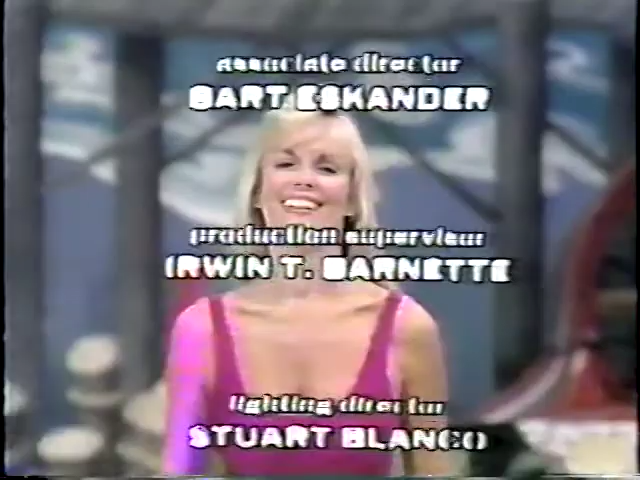 associate director
BART ESKANDER
production supervisor
IRWIN T. BARNETTE
lighting director
STUART BLANCO